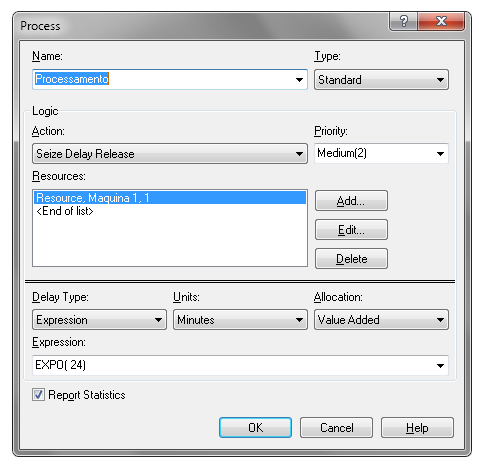 Process
Name: Type:
Processamento Standard
Logic
Action: Priority:
Seize Delay Release Medium(2)
Resources:
Resource, Maquina 1, 1
<End of list>
Add...
Edit...
Delete
Delay Type: Units: Allocation:
Expression Minutes Value Added
Expression:
EXPO( 24)
Report Statistics
OK Cancel Help